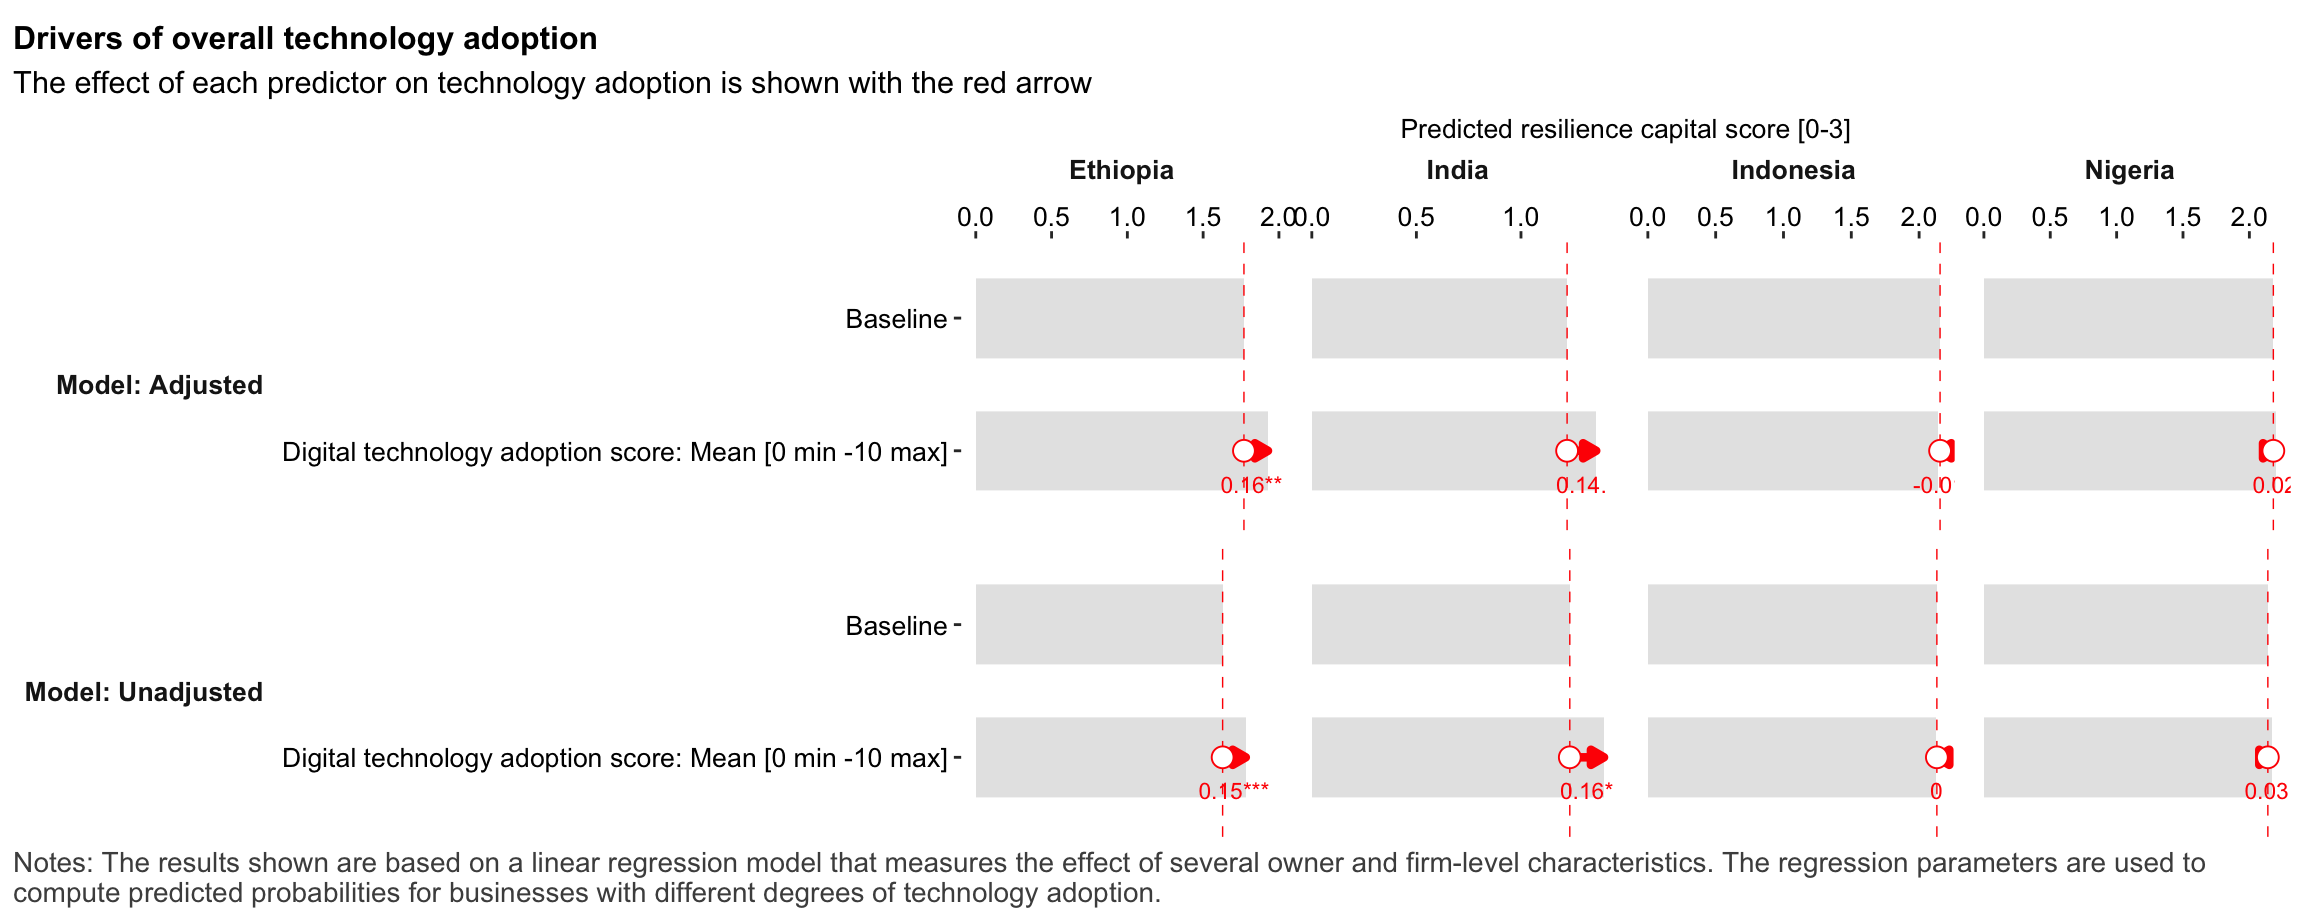 Drivers of overall technology adoption
The effect of each predictor on technology adoption is shown with the red arrow
Predicted resilience capital score [0-3]
Ethiopia India Indonesia Nigeria
0.0 0.5 1.0 1.5 2.0 0.0 0.5 1.0 0.0 0.5 1.0 1.5 2.0 0.0 0.5 1.0 1.5 2.0
Baseline
Model: Adjusted
Digital technology adoption score: Mean [0 min -10 max]
0.16** 0.14. -0.0 0.02
Baseline
Model: Unadjusted
Digital technology adoption score: Mean [0 min -10 max]
0.15*** 0.16* 0 0.03
Notes: The results shown are based on a linear regression model that measures the effect of several owner and firm-level characteristics. The regression parameters are used to
compute predicted probabilities for businesses with different degrees of technology adoption.